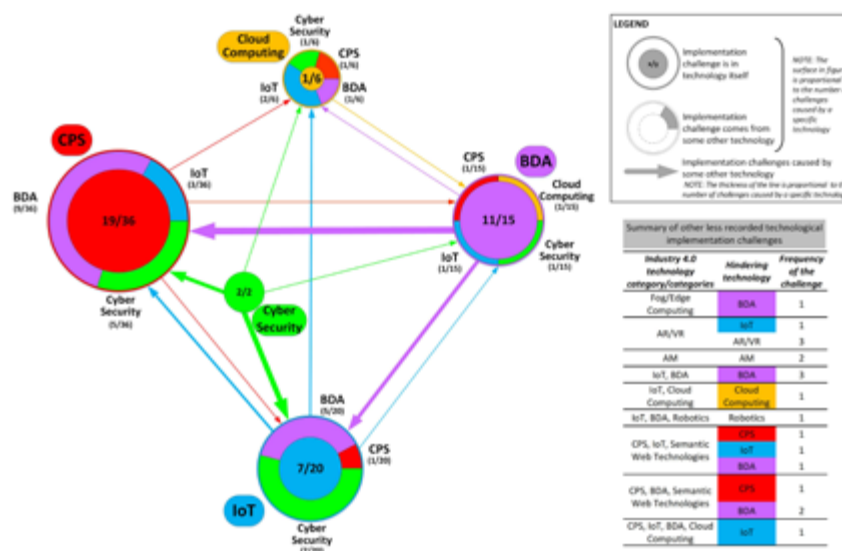 Cyber
Security
(1/6)
Cloud
Computing
CPS
(1/6)
1/6
IoT
(2/6)
BDA
(1/6)
CPS
IoT
(3/36)
BDA
(9/36)
19/36
Cyber
Security
(5/36)
CPS
(1/15)
BDA
Cloud
Computing
(1/15)
11/15
IoT
(1/15)
Cyber
Security
(1/15)
2/2
Cyber
Security
BDA
(5/20)
CPS
(1/20)
7/20
IoT
Cyber
Security
(7/20)
LEGEND
Implementation
challenge is in
technology itself
NOTE: The
surface in figure
is proportional
to the number of
challenges
caused by a
specific
technology
Implementation
challenge comes from
some other technology
Implementation challenges caused by
some other technology
NOTE: The thickness of the line is proportional to the
number of challenges caused by a specific technology
Summary of other less recorded technological
implementation challenges
Industry 4.0
technology
category/categories
Hindering
technology
Frequency
of the
challenge
Fog/Edge
Computing
BDA
1
AR/VR
IoT
1
AR/VR
3
AM
AM
2
IoT, BDA
BDA
3
IoT, Cloud
Computing
Cloud
Computing
1
IoT, BDA, Robotics
Robotics
1
CPS, IoT, Semantic
Web Technologies
CPS
1
IoT
1
BDA
1
CPS, BDA, Semantic
Web Technologies
CPS
1
BDA
2
CPS, IoT, BDA, Cloud
Computing
IoT
1